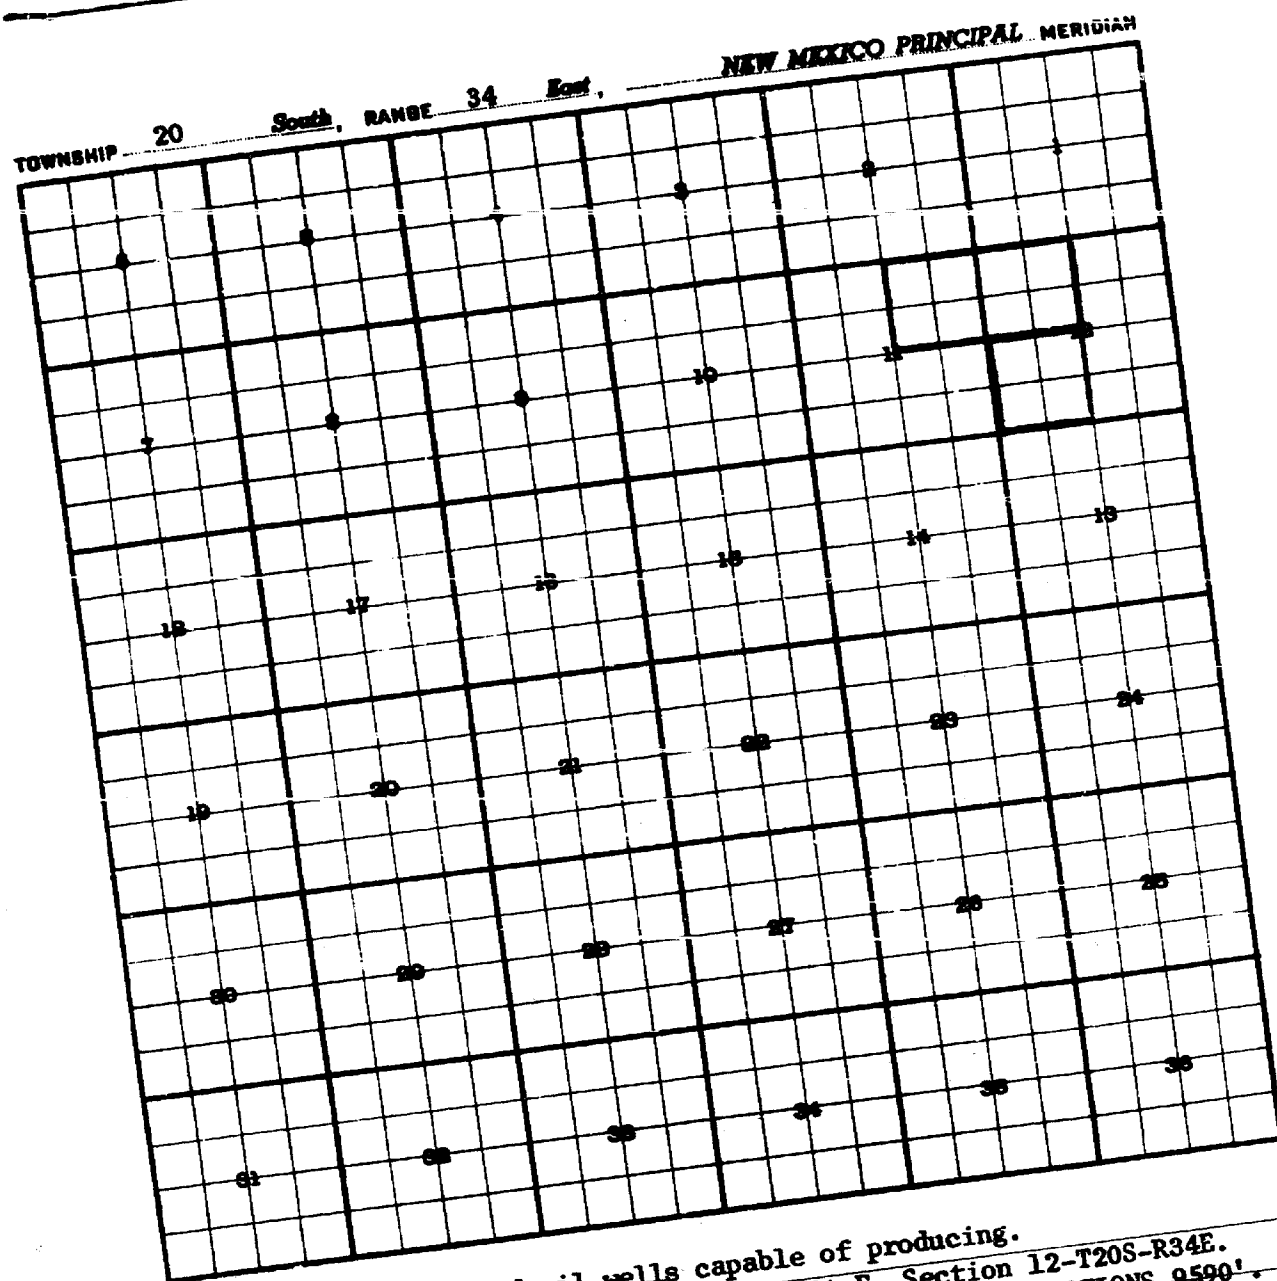 TOWNSHIP 20 South, RANGE 34 East, NEW MEXICO PRINCIPAL MERIDIAN
6 5 3 2 1
7 8 9 10 11 12
18 17 16 15 14 13
19 20 21 22 23 24
30 29 28 27 26 25
31 32 33 34 35 36
wells capable of producing.
Section 12-T20S-R34E.
9590'.